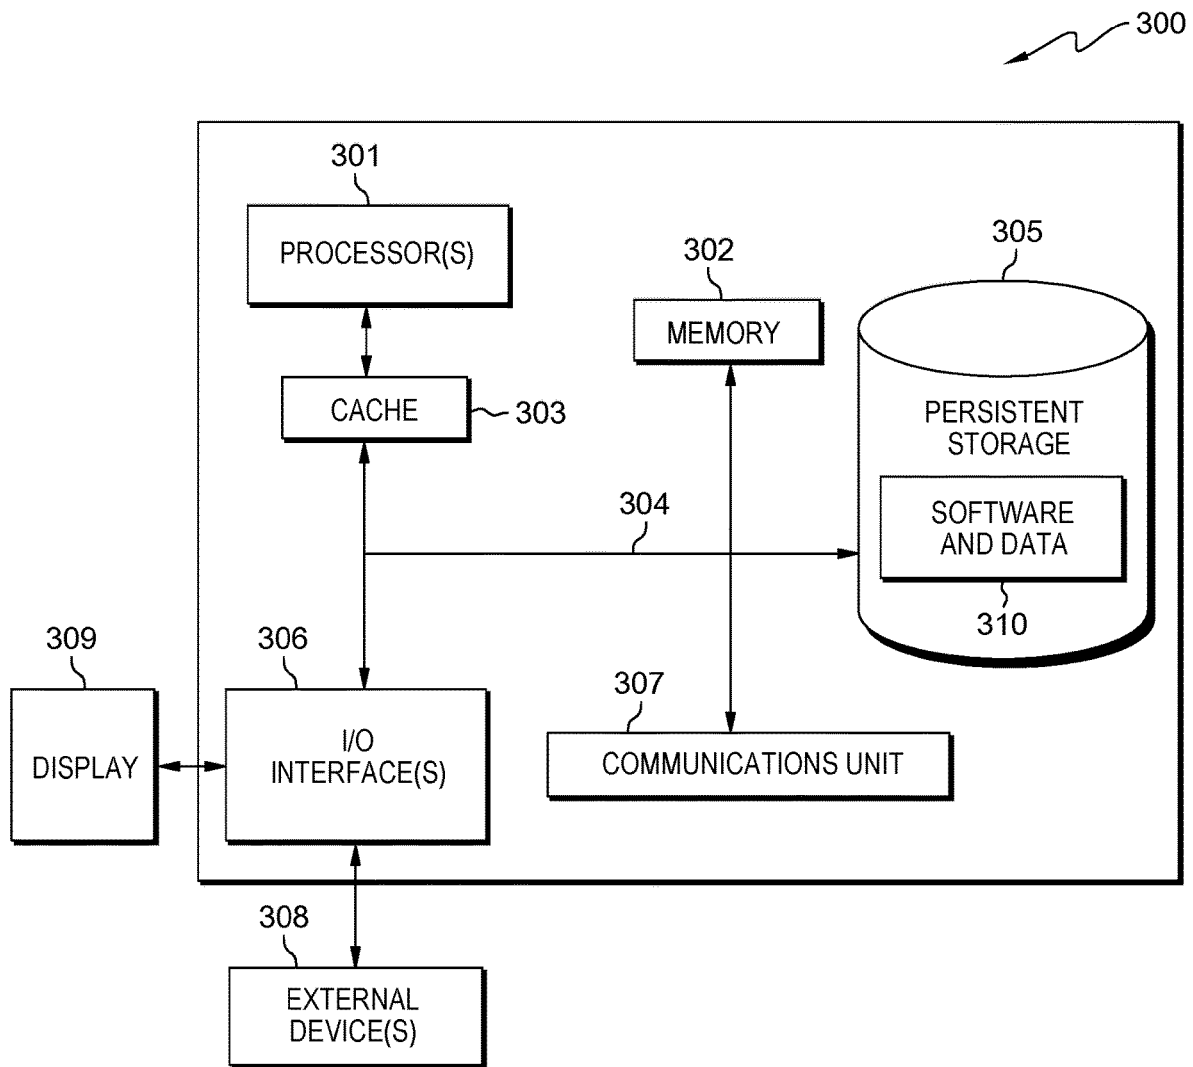 300
301
PROCESSOR(S)
302
MEMORY
305
CACHE
303
PERSISTENT
STORAGE
304
SOFTWARE
AND DATA
310
309
306
307
DISPLAY
I/O
INTERFACE(S)
COMMUNICATIONS UNIT
308
EXTERNAL
DEVICE(S)